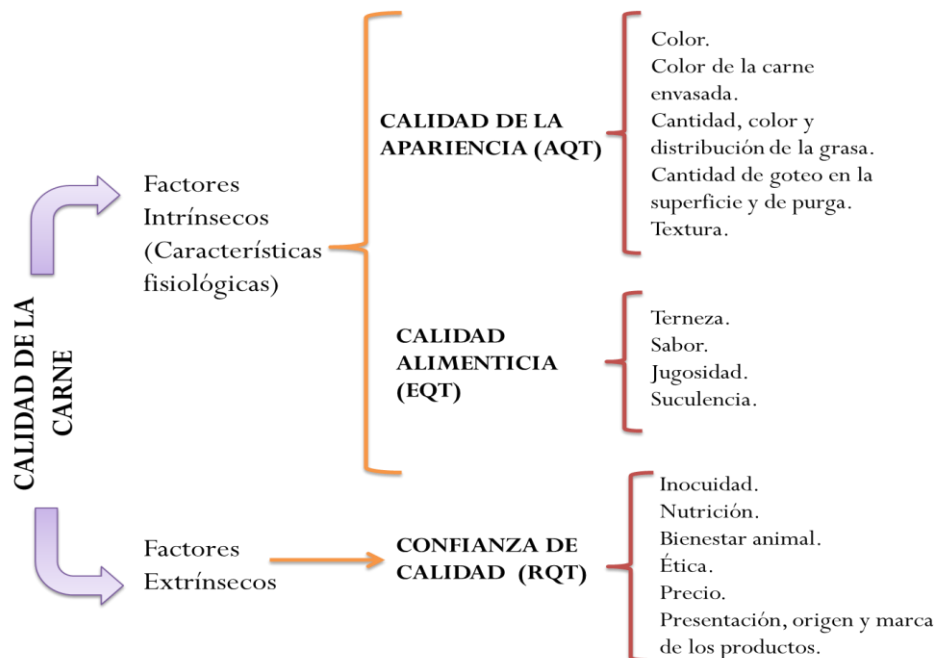 CALIDAD DE LA
CARNE
Factores
Intrínsecos
(Características
fisiológicas)
CALIDAD DE LA
APARIENCIA (AQT)
Color.
Color de la carne
envasada.
Cantidad, color y
distribución de la grasa.
Cantidad de goteo en la
superficie y de purga.
Textura.
CALIDAD
ALIMENTICIA
(EQT)
Terneza.
Sabor.
Jugosidad.
Suculencia.
Factores
Extrínsecos
CONFIANZA DE
CALIDAD (RQT)
Inocuidad.
Nutrición.
Bienestar animal.
Ética.
Precio.
Presentación, origen y marca
de los productos.